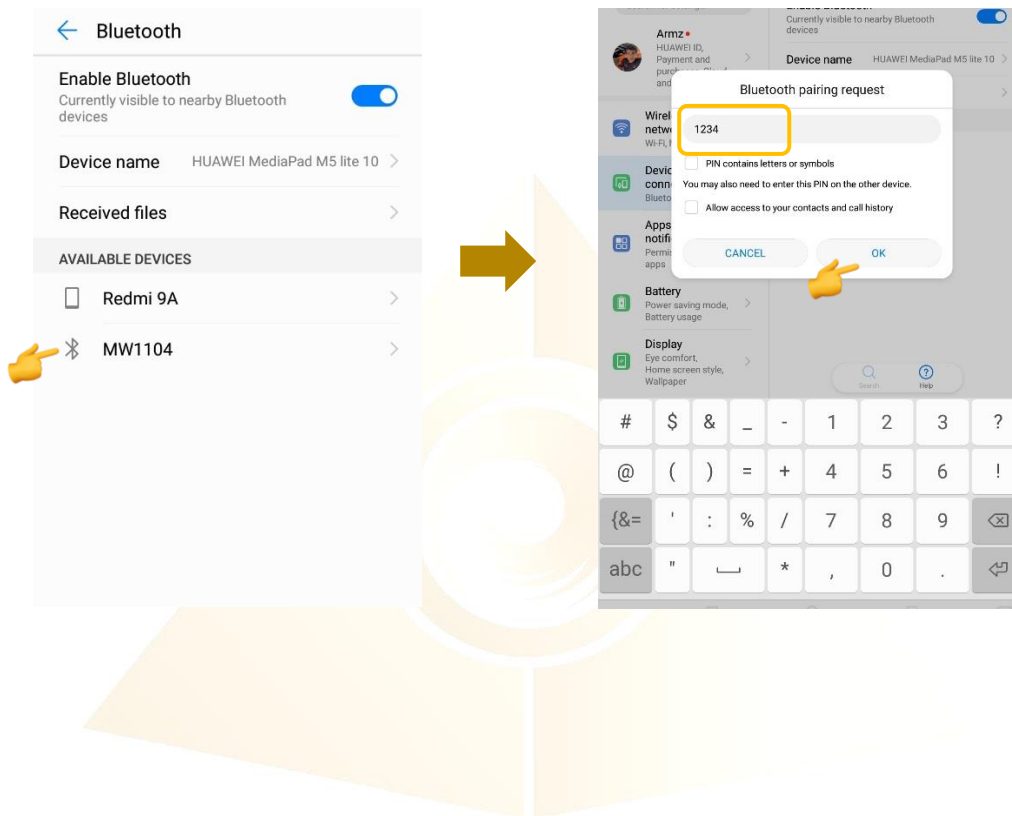 Bluetooth
Enable Bluetooth
Currently visible to nearby Bluetooth
devices
Device name HUAWEI MediaPad M5 lite 10
Received files
AVAILABLE DEVICES
Redmi 9A
MW1104
Currently visible to nearby Bluetooth
devices
Device name HUAWEI MediaPad M5 lite 10
Armz
HUAWEI ID,
Payment and
and
Bluetooth pairing request
1234
PIN contains letters or symbols
You may also need to enter this PIN on the other device.
Allow access to your contacts and call history
CANCEL OK
Wi-Fi,
apps
Battery
Power saving mode,
Battery usage
Display
Eye comfort,
Home screen style,
Wallpaper
Search Help
# $ & _ - 1 2 3 ?
@ ( ) = + 4 5 6 !
{&= ' : % / 7 8 9
abc " * , 0 .